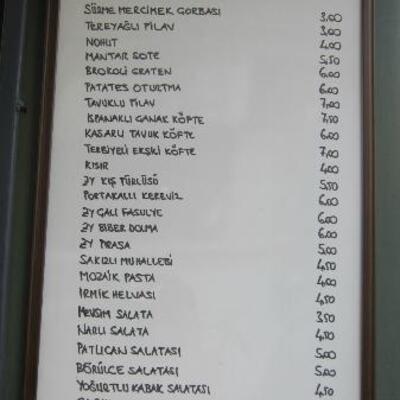 SÜZME MERCİMEK ÇORBASI 3,00
TEREYAĞLI PİLAV 3,00
NOHUT 4,00
MANTAR SOTE 5,50
BROKOLİ GRATEN 6,00
PATATES OTURTMA 6,00
TAVUKLU PİLAV 7,00
ISPANAKLI ÇANAK KÖFTE 7,50
KAŞARLI TAVUK KÖFTE 6,00
TERBİYELİ EKŞİLİ KÖFTE 7,00
KISIR 4,00
ZY KIŞ TÜRLÜSÜ 5,50
PORTAKALLI KEREVİZ 6,00
ZY ÇALI FASULYE 6,00
ZY BİBER DOLMA 6,00
ZY PIRASA 5,00
SAKIZLI MUHALLEBİ 4,50
MOZAİK PASTA 4,00
İRMİK HELVASI 4,50
MEVSİM SALATA 3,50
NARLI SALATA 4,50
PATLICAN SALATASI 5,00
BÖRÜLCE SALATASI 5,00
YOĞURTLU KABAK SALATASI 4,50